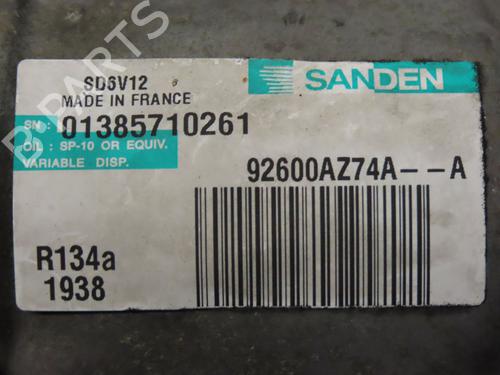 SD6V12
MADE IN FRANCE
SANDEN
SN : 01385710261
OIL : SP-10 OR EQUIV.
VARIABLE DISP.
92600AZ74A--A
R134a
1938
B-PARTS